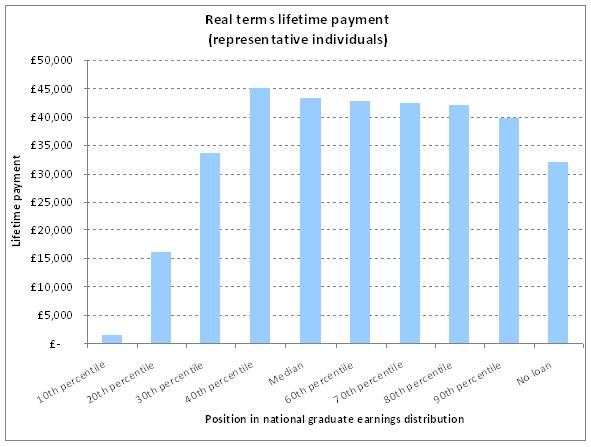 Real terms lifetime payment
(representative individuals)
£50,000
£45,000
£40,000
£35,000
£30,000
£25,000
£20,000
£15,000
£10,000
£5,000
£-
Lifetime payment
10th percentile
20th percentile
30th percentile
40th percentile
Median
60th percentile
70th percentile
80th percentile
90th percentile
No loan
Position in national graduate earnings distribution